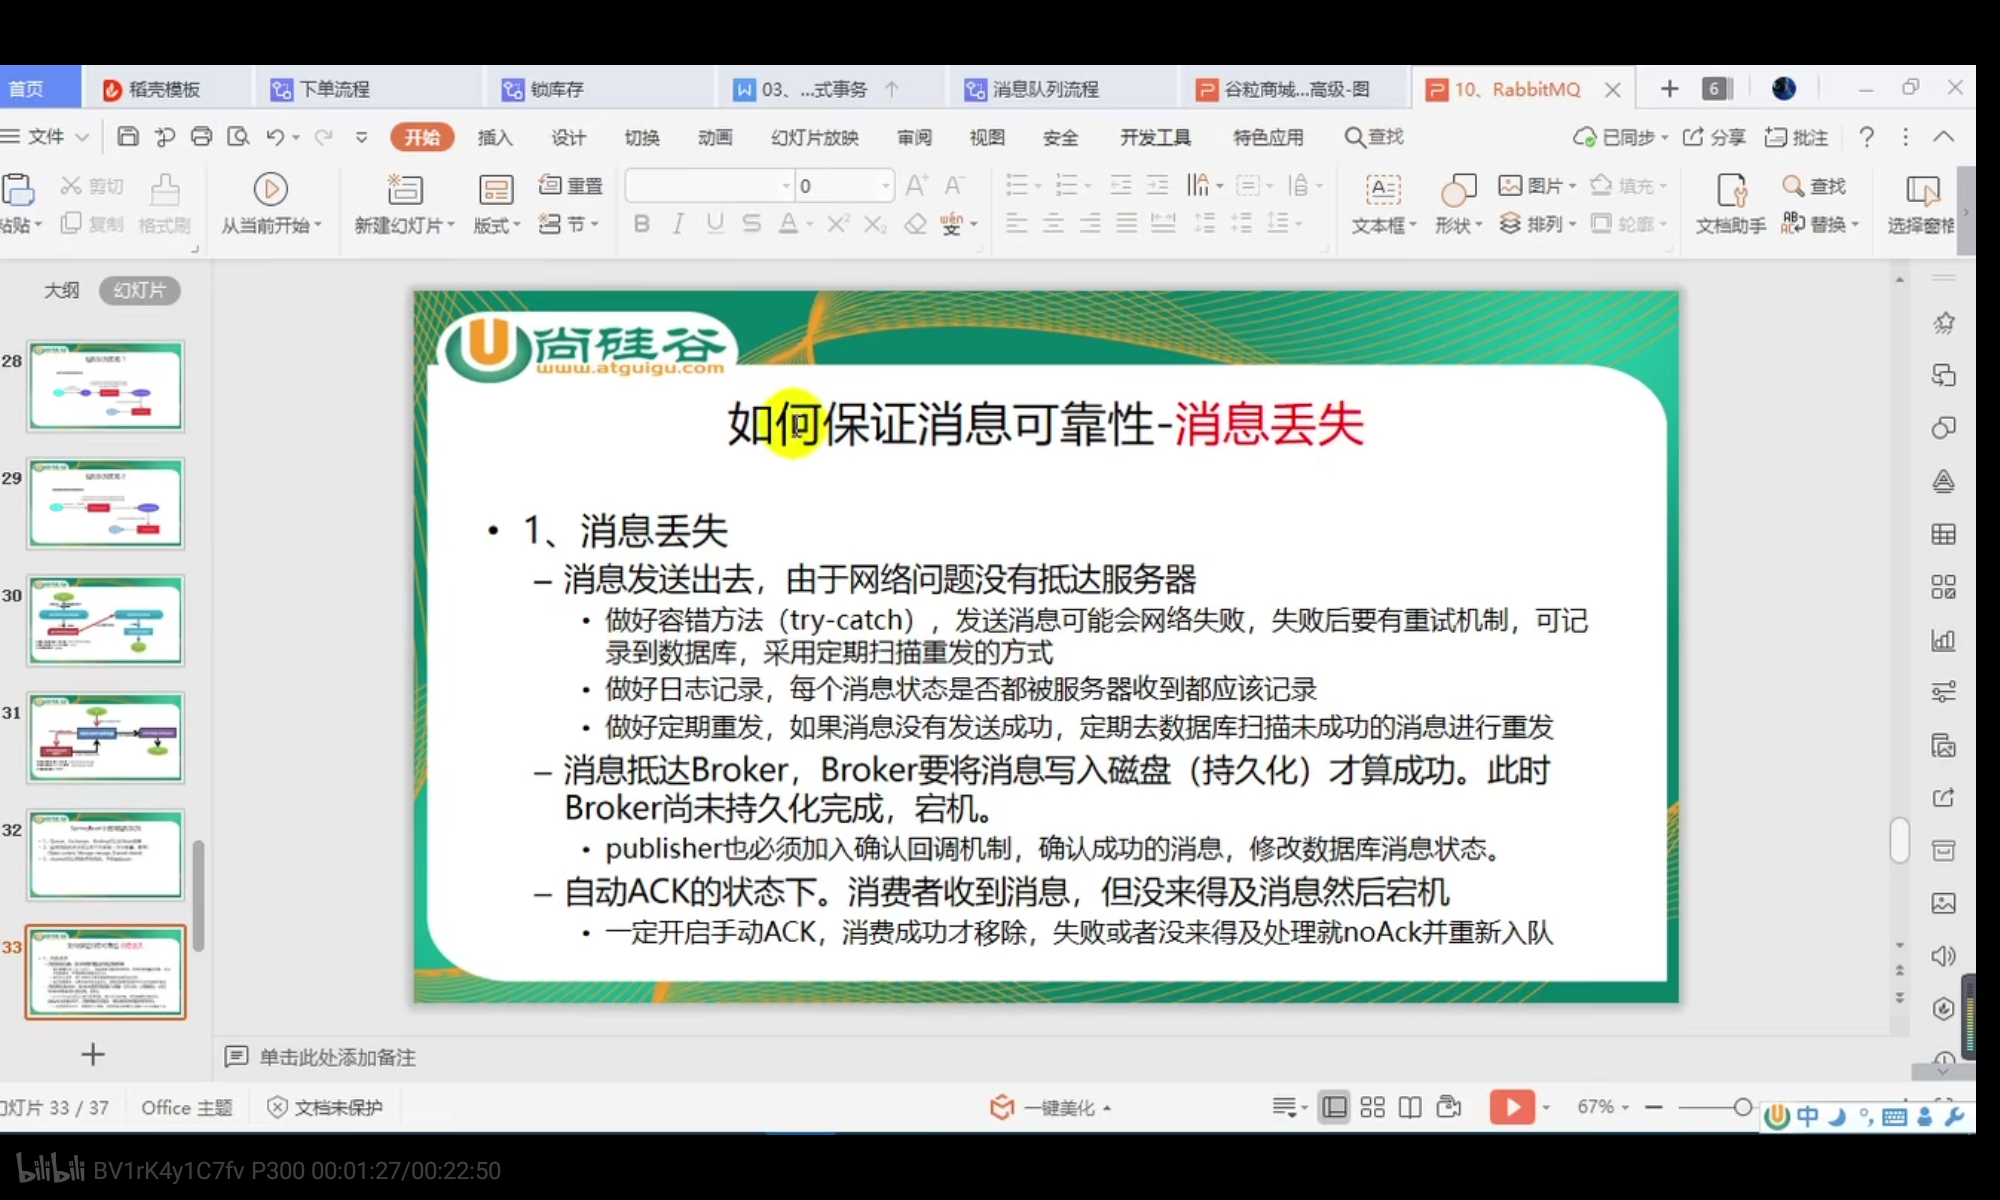 首页
稻壳模板
下单流程
锁库存
03、...式事务
消息队列流程
谷粒商城...高级-图
10、RabbitMQ
6
文件
开始
插入
设计
切换
动画
幻灯片放映
审阅
视图
安全
开发工具
特色应用
查找
已同步
分享
批注
粘贴
剪切
复制
格式刷
从当前开始
新建幻灯片
版式
重置
节
0
文本框
形状
图片
排列
填充
轮廓
文档助手
查找
替换
选择窗格
大纲
幻灯片
28
29
30
31
32
33
尚硅谷
www.atguigu.com
如何保证消息可靠性-消息丢失
• 1、消息丢失
– 消息发送出去，由于网络问题没有抵达服务器
• 做好容错方法（try-catch），发送消息可能会网络失败，失败后要有重试机制，可记
录到数据库，采用定期扫描重发的方式
• 做好日志记录，每个消息状态是否都被服务器收到都应该记录
• 做好定期重发，如果消息没有发送成功，定期去数据库扫描未成功的消息进行重发
– 消息抵达Broker，Broker要将消息写入磁盘（持久化）才算成功。此时
Broker尚未持久化完成，宕机。
• publisher也必须加入确认回调机制，确认成功的消息，修改数据库消息状态。
– 自动ACK的状态下。消费者收到消息，但没来得及消息然后宕机
• 一定开启手动ACK，消费成功才移除，失败或者没来得及处理就noAck并重新入队
单击此处添加备注
幻灯片 33 / 37
Office 主题
文档未保护
一键美化
67%
中
bilibili BV1rK4y1C7fv P300 00:01:27/00:22:50